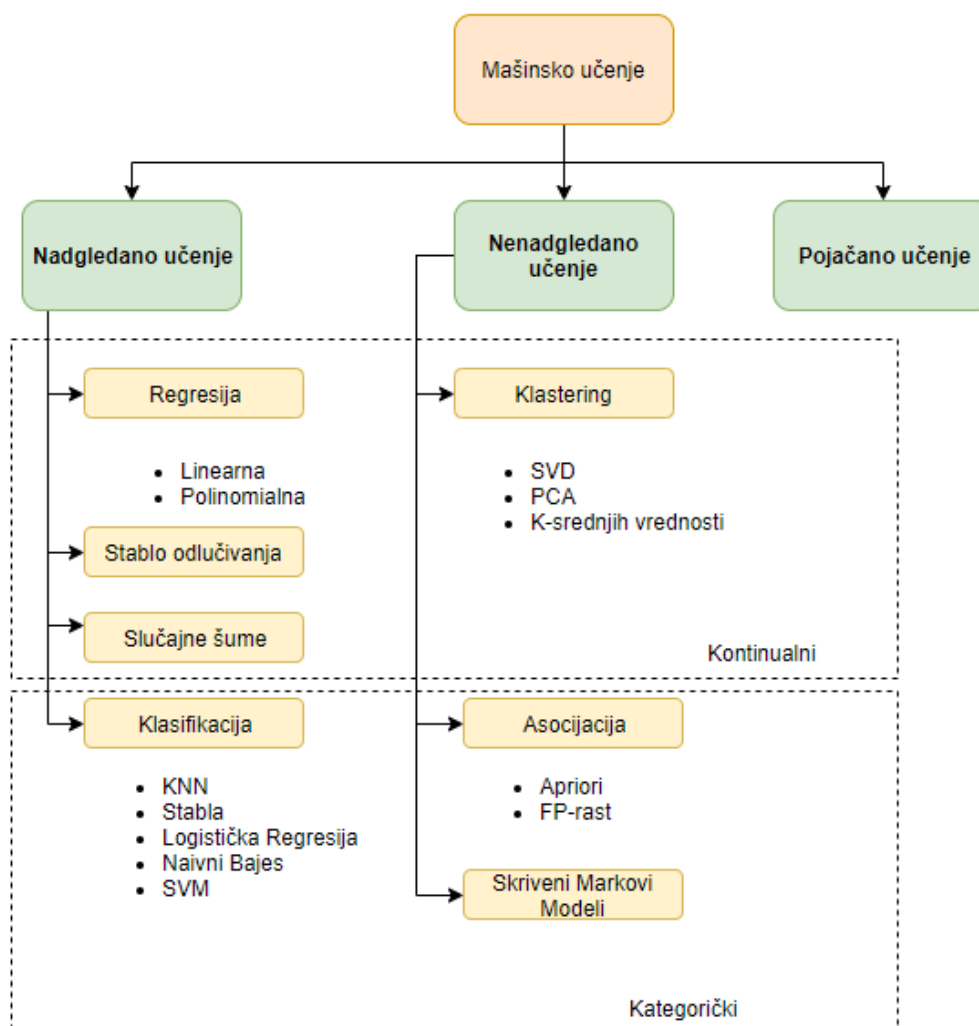 Mašinsko učenje
Nadgledano učenje
Nenadgledano
učenje
Pojačano učenje
Regresija
• Linearna
• Polinomialna
Stablo odlučivanja
Slučajne šume
Klastering
• SVD
• PCA
• K-srednjih vrednosti
Kontinualni
Klasifikacija
• KNN
• Stabla
• Logistička Regresija
• Naivni Bajes
• SVM
Asocijacija
• Apriori
• FP-rast
Skriveni Markovi
Modeli
Kategorički